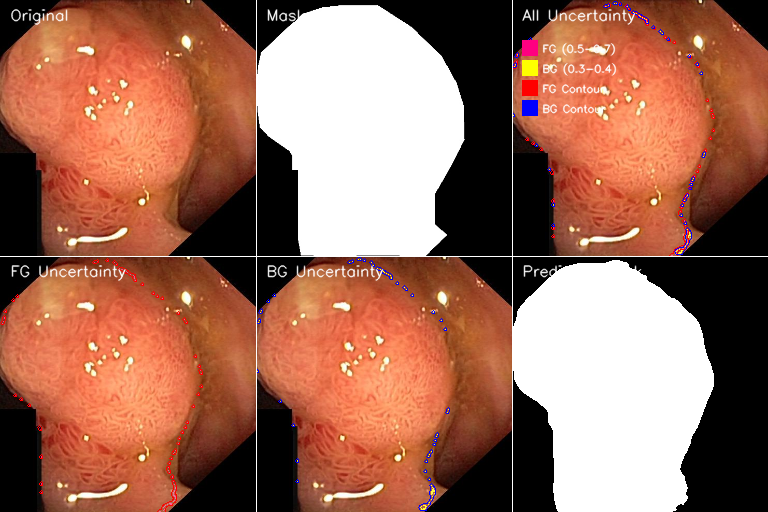 Original
Mask
All Uncertainty
FG (0.5-0.7)
BG (0.3-0.4)
FG Contour
BG Contour
FG Uncertainty
BG Uncertainty